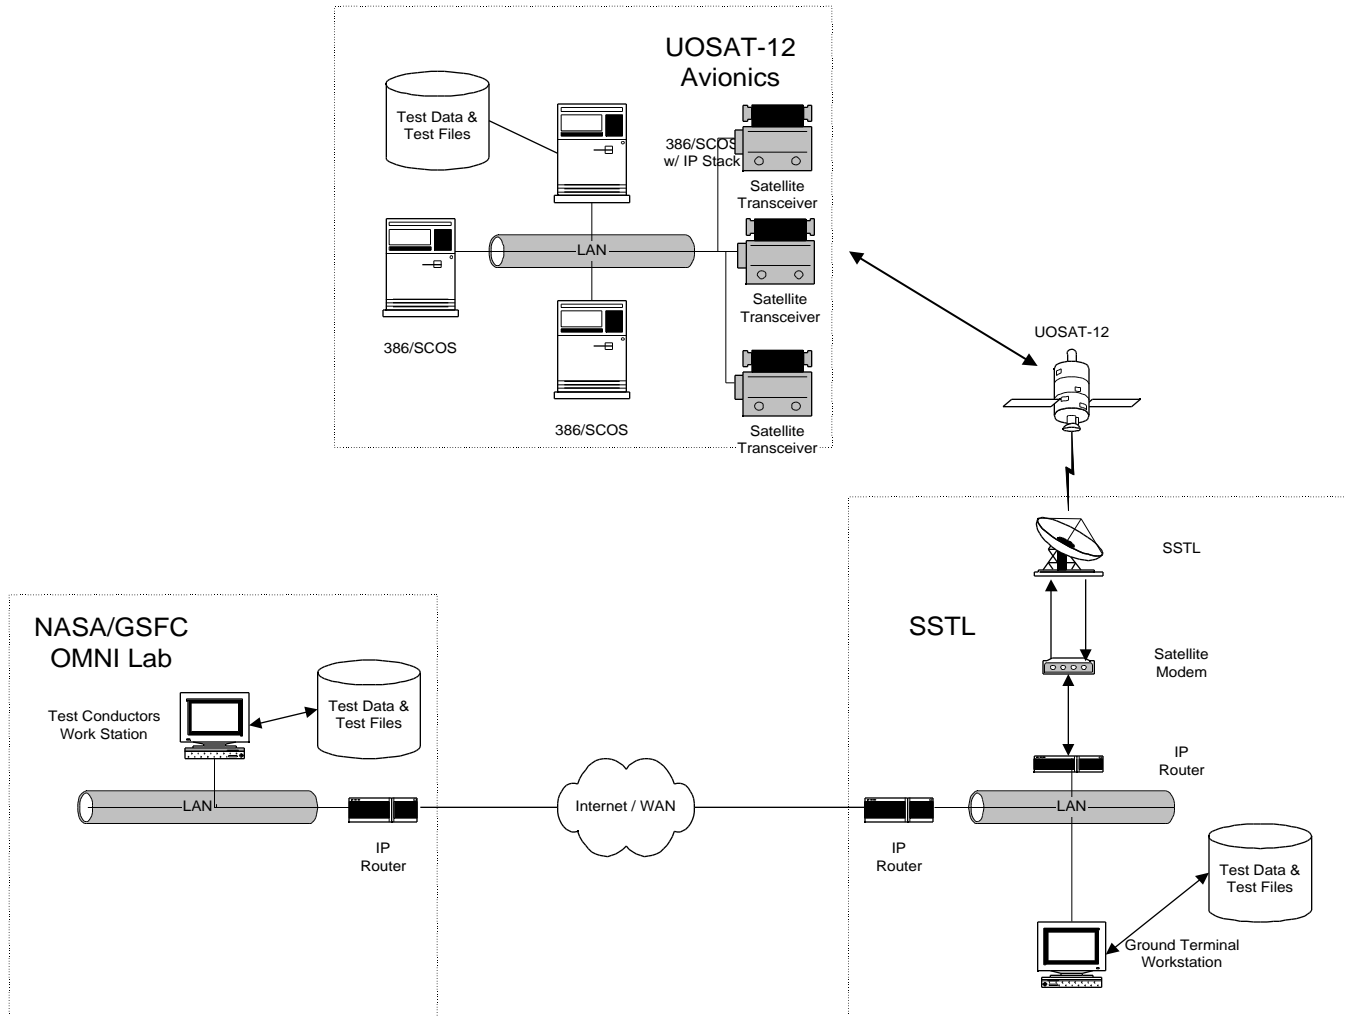 UOSAT-12
Avionics
Test Data &
Test Files
386/SCOS
w/ IP Stack
Satellite
Transceiver
LAN
Satellite
Transceiver
386/SCOS
386/SCOS
Satellite
Transceiver
UOSAT-12
SSTL
SSTL
Satellite
Modem
IP
Router
LAN
IP
Router
Test Data &
Test Files
Ground Terminal
Workstation
NASA/GSFC
OMNI Lab
Test Conductors
Work Station
Test Data &
Test Files
LAN
IP
Router
Internet / WAN